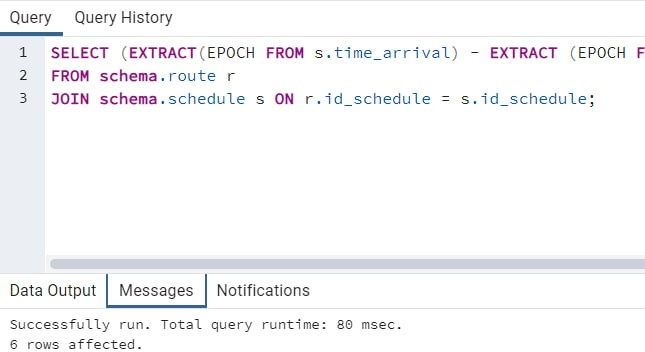 Query Query History
1 SELECT (EXTRACT(EPOCH FROM s.time_arrival) - EXTRACT (EPOCH F
2 FROM schema.route r
3 JOIN schema.schedule s ON r.id_schedule = s.id_schedule;
Data Output Messages Notifications
Successfully run. Total query runtime: 80 msec.
6 rows affected.